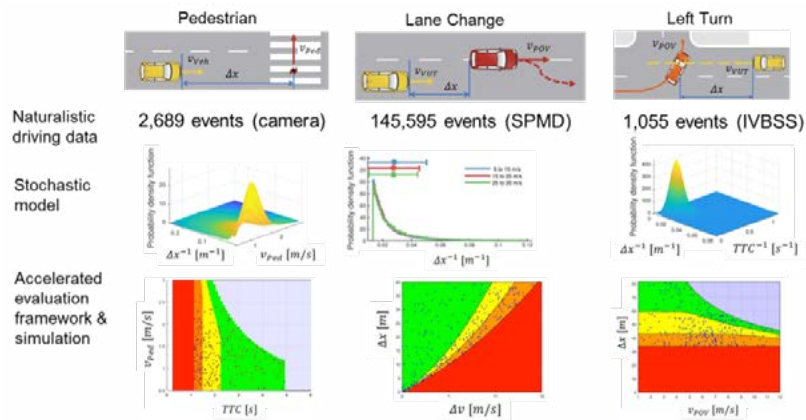 Pedestrian
Lane Change
Left Turn
v_Veh
v_Ped
Δx
v_VUT
v_POV
Δx
v_POV
v_VUT
Δx
Naturalistic driving data
2,689 events (camera)
145,595 events (SPMD)
1,055 events (IVBSS)
Stochastic model
Probability density function
Δx⁻¹ [m⁻¹]
v_Ped [m/s]
Probability density function
5 to 15 m/s
15 to 25 m/s
25 to 35 m/s
Δx⁻¹ [m⁻¹]
Probability density function
Δx⁻¹ [m⁻¹]
TTC⁻¹ [s⁻¹]
Accelerated evaluation framework & simulation
v_Ped [m/s]
TTC [s]
Δx [m]
Δv [m/s]
Δx [m]
v_POV [m/s]